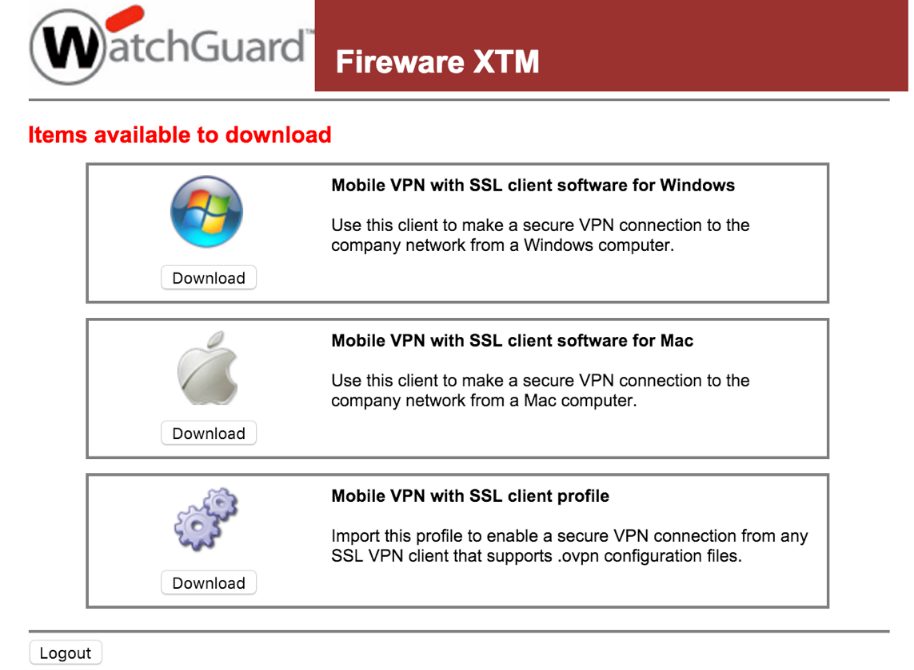 WatchGuard™
Fireware XTM
Items available to download
Mobile VPN with SSL client software for Windows
Use this client to make a secure VPN connection to the
company network from a Windows computer.
Download
Mobile VPN with SSL client software for Mac
Use this client to make a secure VPN connection to the
company network from a Mac computer.
Download
Mobile VPN with SSL client profile
Import this profile to enable a secure VPN connection from any
SSL VPN client that supports .ovpn configuration files.
Download
Logout